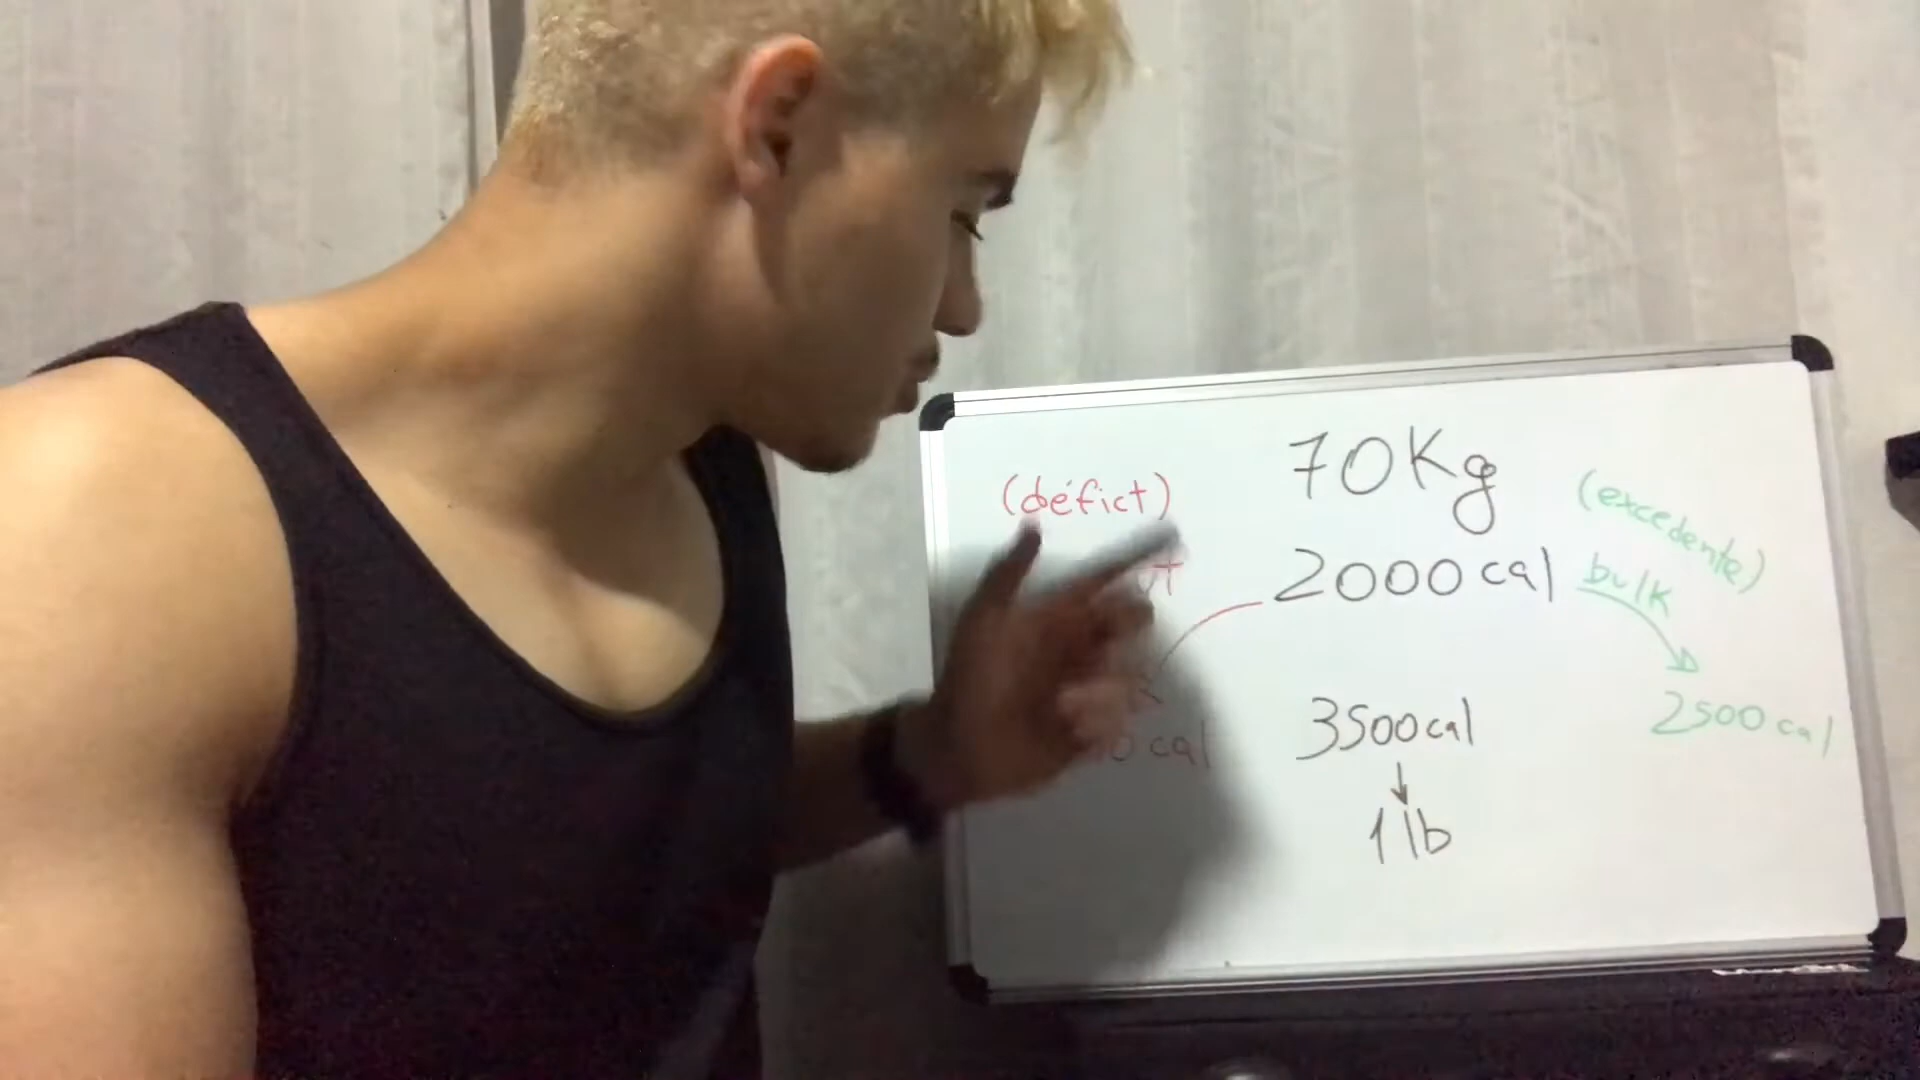 (défict)
70Kg
(excedente)
2000 cal
bulk
2500 cal
3500 cal
1 lb